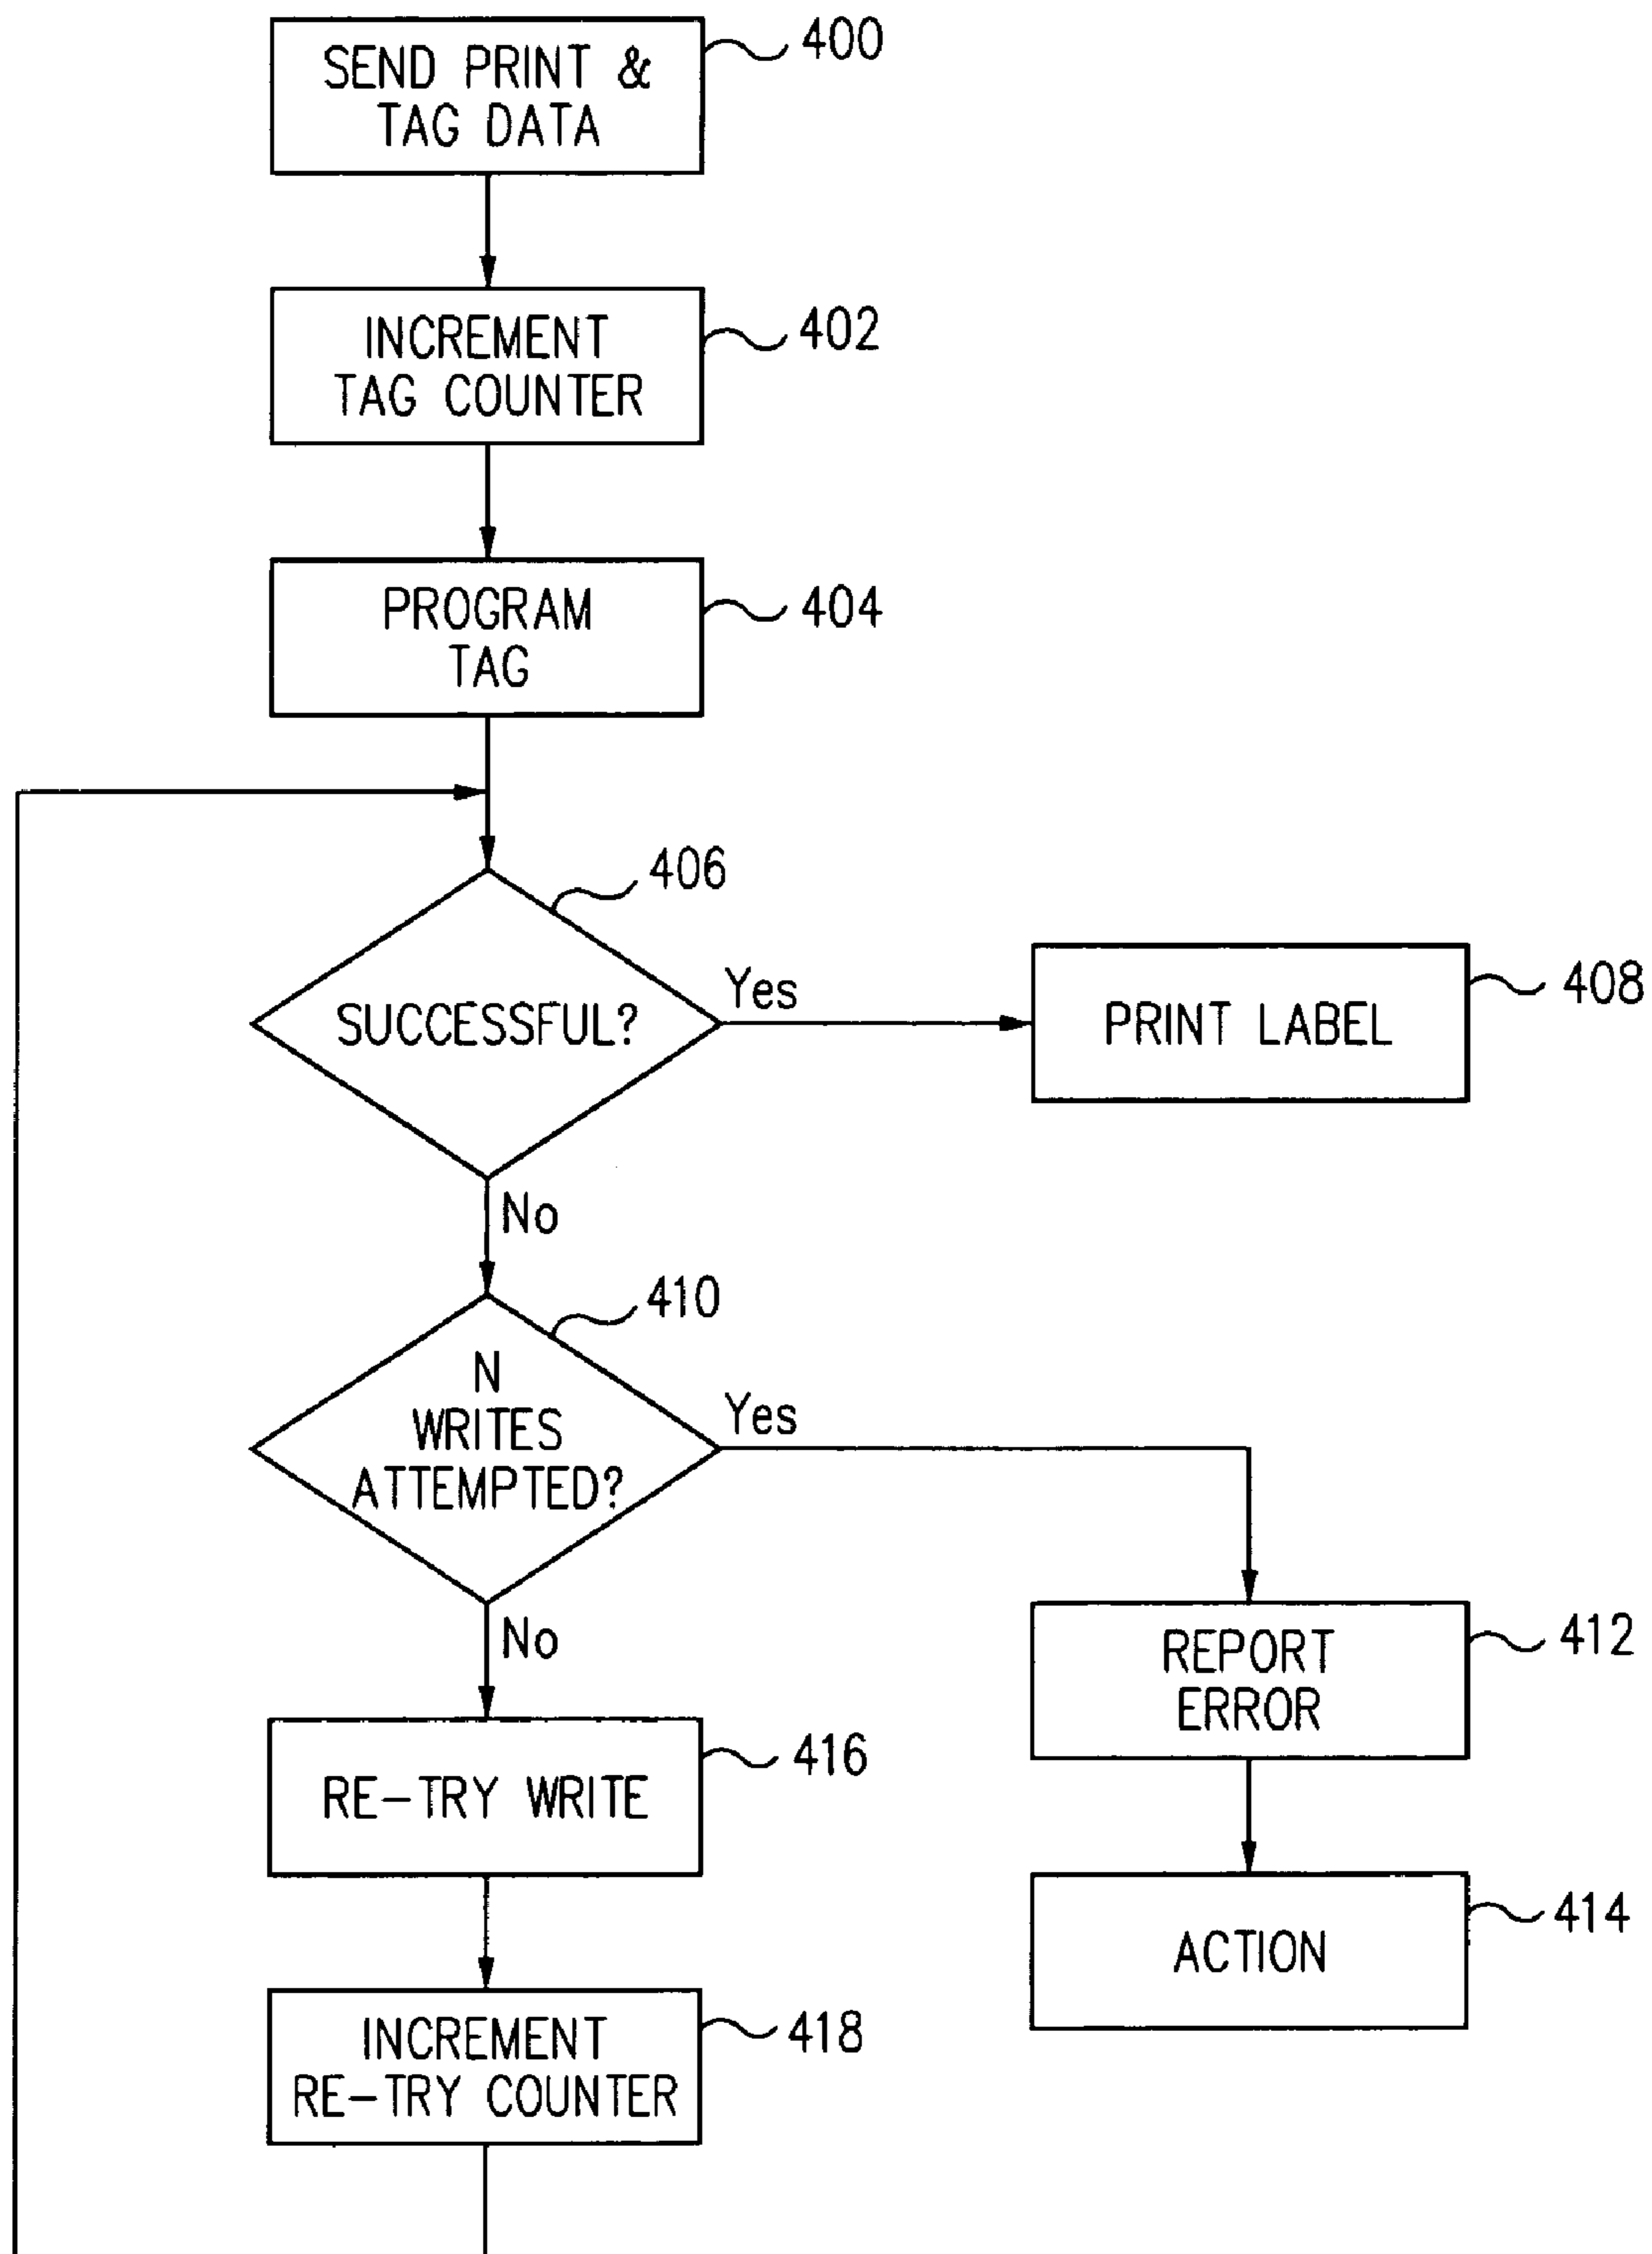 SEND PRINT &
TAG DATA
400
INCREMENT
TAG COUNTER
402
PROGRAM
TAG
404
406
SUCCESSFUL?
Yes
PRINT LABEL
408
No
410
N
WRITES
ATTEMPTED?
Yes
No
REPORT
ERROR
412
RE-TRY WRITE
416
ACTION
414
INCREMENT
RE-TRY COUNTER
418